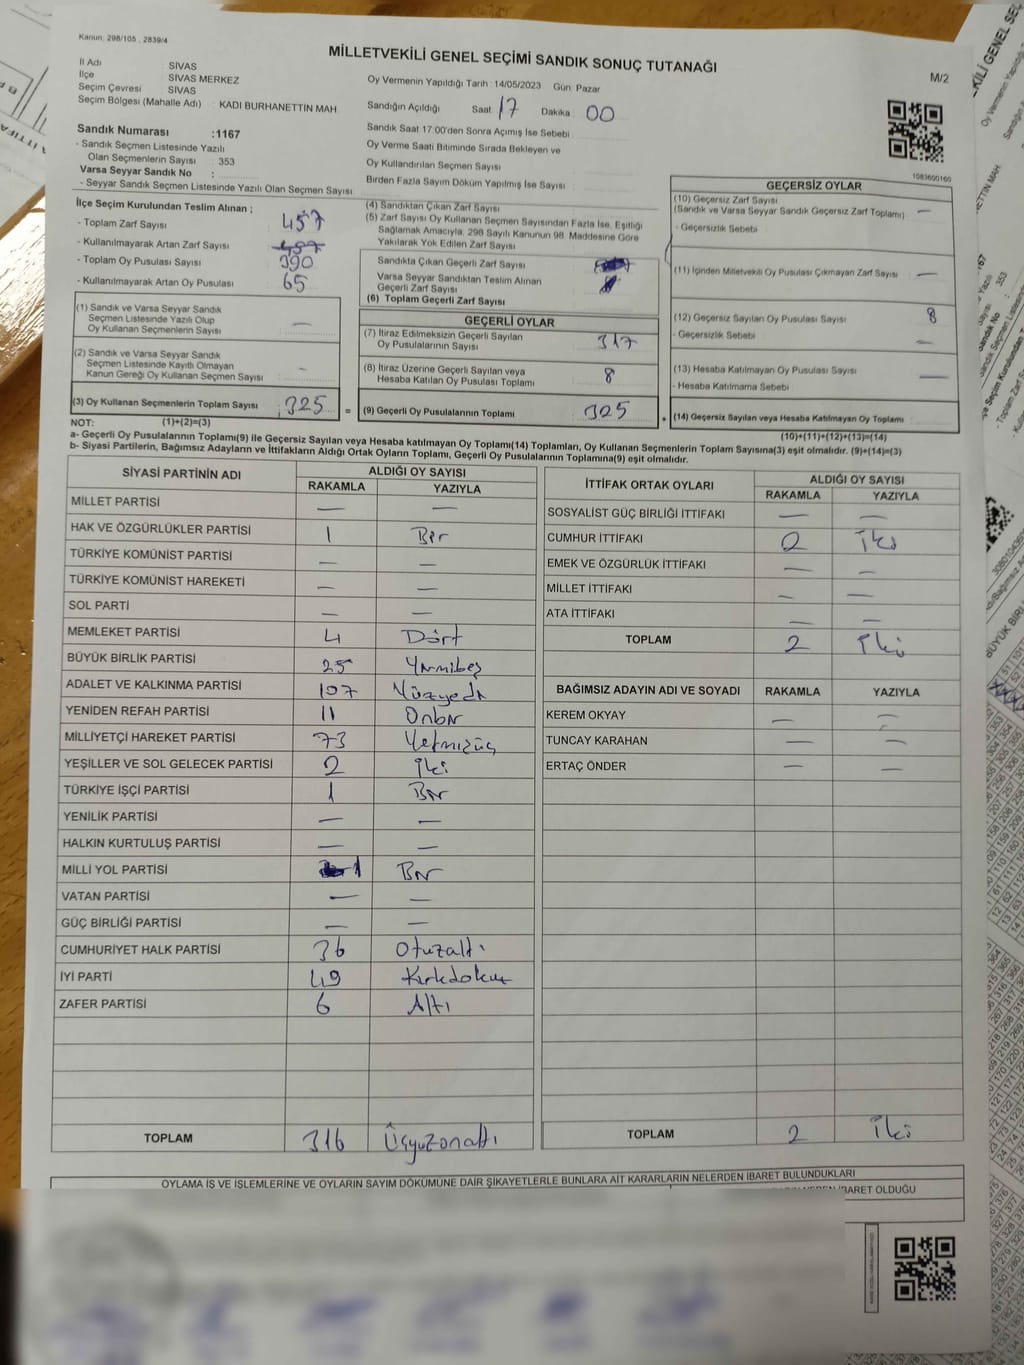 Kanun: 298/105 , 2839/4
MİLLETVEKİLİ GENEL SEÇİMİ SANDIK SONUÇ TUTANAĞI
M/2
İl Adı SİVAS
İlçe SİVAS MERKEZ
Seçim Çevresi SİVAS
Seçim Bölgesi (Mahalle Adı) : KADI BURHANETTİN MAH.
Oy Vermenin Yapıldığı Tarih : 14/05/2023 Gün: Pazar
Sandığın Açıldığı Saat 17 Dakika 00
Sandık Saat 17:00'den Sonra Açımış İse Sebebi
Oy Verme Saati Bitiminde Sırada Bekleyen ve
Oy Kullandırılan Seçmen Sayısı
Birden Fazla Sayım Döküm Yapılmış İse Sayısı
Sandık Numarası :1167
- Sandık Seçmen Listesinde Yazılı
Olan Seçmenlerin Sayısı : 353
Varsa Seyyar Sandık No :
- Seyyar Sandık Seçmen Listesinde Yazılı Olan Seçmen Sayısı
1083600160
İlçe Seçim Kurulundan Teslim Alınan ;
- Toplam Zarf Sayısı : 457
- Kullanılmayarak Artan Zarf Sayısı :
- Toplam Oy Pusulası Sayısı : 390
- Kullanılmayarak Artan Oy Pusulası : 65
(4) Sandıktan Çıkan Zarf Sayısı
(5) Zarf Sayısı Oy Kullanan Seçmen Sayısından Fazla İse, Eşitliği
Sağlamak Amacıyla, 298 Sayılı Kanunun 98. Maddesine Göre
Yakılarak Yok Edilen Zarf Sayısı
Sandıkta Çıkan Geçerli Zarf Sayısı
Varsa Seyyar Sandıktan Teslim Alınan
Geçerli Zarf Sayısı
(6) Toplam Geçerli Zarf Sayısı
GEÇERSİZ OYLAR
(10) Geçersiz Zarf Sayısı
(Sandık ve Varsa Seyyar Sandık Geçersiz Zarf Toplamı) —
- Geçersizlik Sebebi
(11) İçinden Milletvekili Oy Pusulası Çıkmayan Zarf Sayısı —
(12) Geçersiz Sayılan Oy Pusulası Sayısı 8
- Geçersizlik Sebebi —
(13) Hesaba Katılmayan Oy Pusulası Sayısı —
- Hesaba Katılmama Sebebi
(14) Geçersiz Sayılan veya Hesaba Katılmayan Oy Toplamı :
(10)+(11)+(12)+(13)=(14)
(1) Sandık ve Varsa Seyyar Sandık
Seçmen Listesinde Yazılı Olup
Oy Kullanan Seçmenlerin Sayısı : —
(2) Sandık ve Varsa Seyyar Sandık
Seçmen Listesinde Kayıtlı Olmayan
Kanun Gereği Oy Kullanan Seçmen Sayısı : —
(3) Oy Kullanan Seçmenlerin Toplam Sayısı : 325 =
(1)+(2)=(3)
GEÇERLİ OYLAR
(7) İtiraz Edilmeksizin Geçerli Sayılan
Oy Pusulalarının Sayısı : 317
(8) İtiraz Üzerine Geçerli Sayılan veya
Hesaba Katılan Oy Pusulası Toplamı : 8
(9) Geçerli Oy Pusulalarının Toplamı : 325 +
NOT:
a- Geçerli Oy Pusulalarının Toplamı(9) ile Geçersiz Sayılan veya Hesaba katılmayan Oy Toplamı(14) Toplamları, Oy Kullanan Seçmenlerin Toplam Sayısına(3) eşit olmalıdır. (9)+(14)=(3)
b- Siyasi Partilerin, Bağımsız Adayların ve İttifakların Aldığı Ortak Oyların Toplamı, Geçerli Oy Pusulalarının Toplamına(9) eşit olmalıdır.
SİYASİ PARTİNİN ADI ALDIĞI OY SAYISI
RAKAMLA YAZIYLA
MİLLET PARTİSİ — —
HAK VE ÖZGÜRLÜKLER PARTİSİ 1 Bir
TÜRKİYE KOMÜNİST PARTİSİ — —
TÜRKİYE KOMÜNİST HAREKETİ — —
SOL PARTİ — —
MEMLEKET PARTİSİ 4 Dört
BÜYÜK BİRLİK PARTİSİ 25 Yirmibeş
ADALET VE KALKINMA PARTİSİ 107 Yüzyedi
YENİDEN REFAH PARTİSİ 11 Onbir
MİLLİYETÇİ HAREKET PARTİSİ 73 Yetmişüç
YEŞİLLER VE SOL GELECEK PARTİSİ 2 İki
TÜRKİYE İŞÇİ PARTİSİ 1 Bir
YENİLİK PARTİSİ — —
HALKIN KURTULUŞ PARTİSİ — —
MİLLİ YOL PARTİSİ 1 Bir
VATAN PARTİSİ — —
GÜÇ BİRLİĞİ PARTİSİ — —
CUMHURİYET HALK PARTİSİ 36 Otuzaltı
İYİ PARTİ 49 Kırkdokuz
ZAFER PARTİSİ 6 Altı
TOPLAM 316 Üçyüzonaltı
İTTİFAK ORTAK OYLARI ALDIĞI OY SAYISI
RAKAMLA YAZIYLA
SOSYALİST GÜÇ BİRLİĞİ İTTİFAKI — —
CUMHUR İTTİFAKI 2 İki
EMEK VE ÖZGÜRLÜK İTTİFAKI — —
MİLLET İTTİFAKI — —
ATA İTTİFAKI — —
TOPLAM 2 İki
BAĞIMSIZ ADAYIN ADI VE SOYADI RAKAMLA YAZIYLA
KEREM OKYAY — —
TUNCAY KARAHAN — —
ERTAÇ ÖNDER — —
TOPLAM 2 İki
OYLAMA İŞ VE İŞLEMLERİNE VE OYLARIN SAYIM DÖKÜMÜNE DAİR ŞİKAYETLERLE BUNLARA AİT KARARLARIN NELERDEN İBARET BULUNDUKLARI
İBARET OLDUĞU